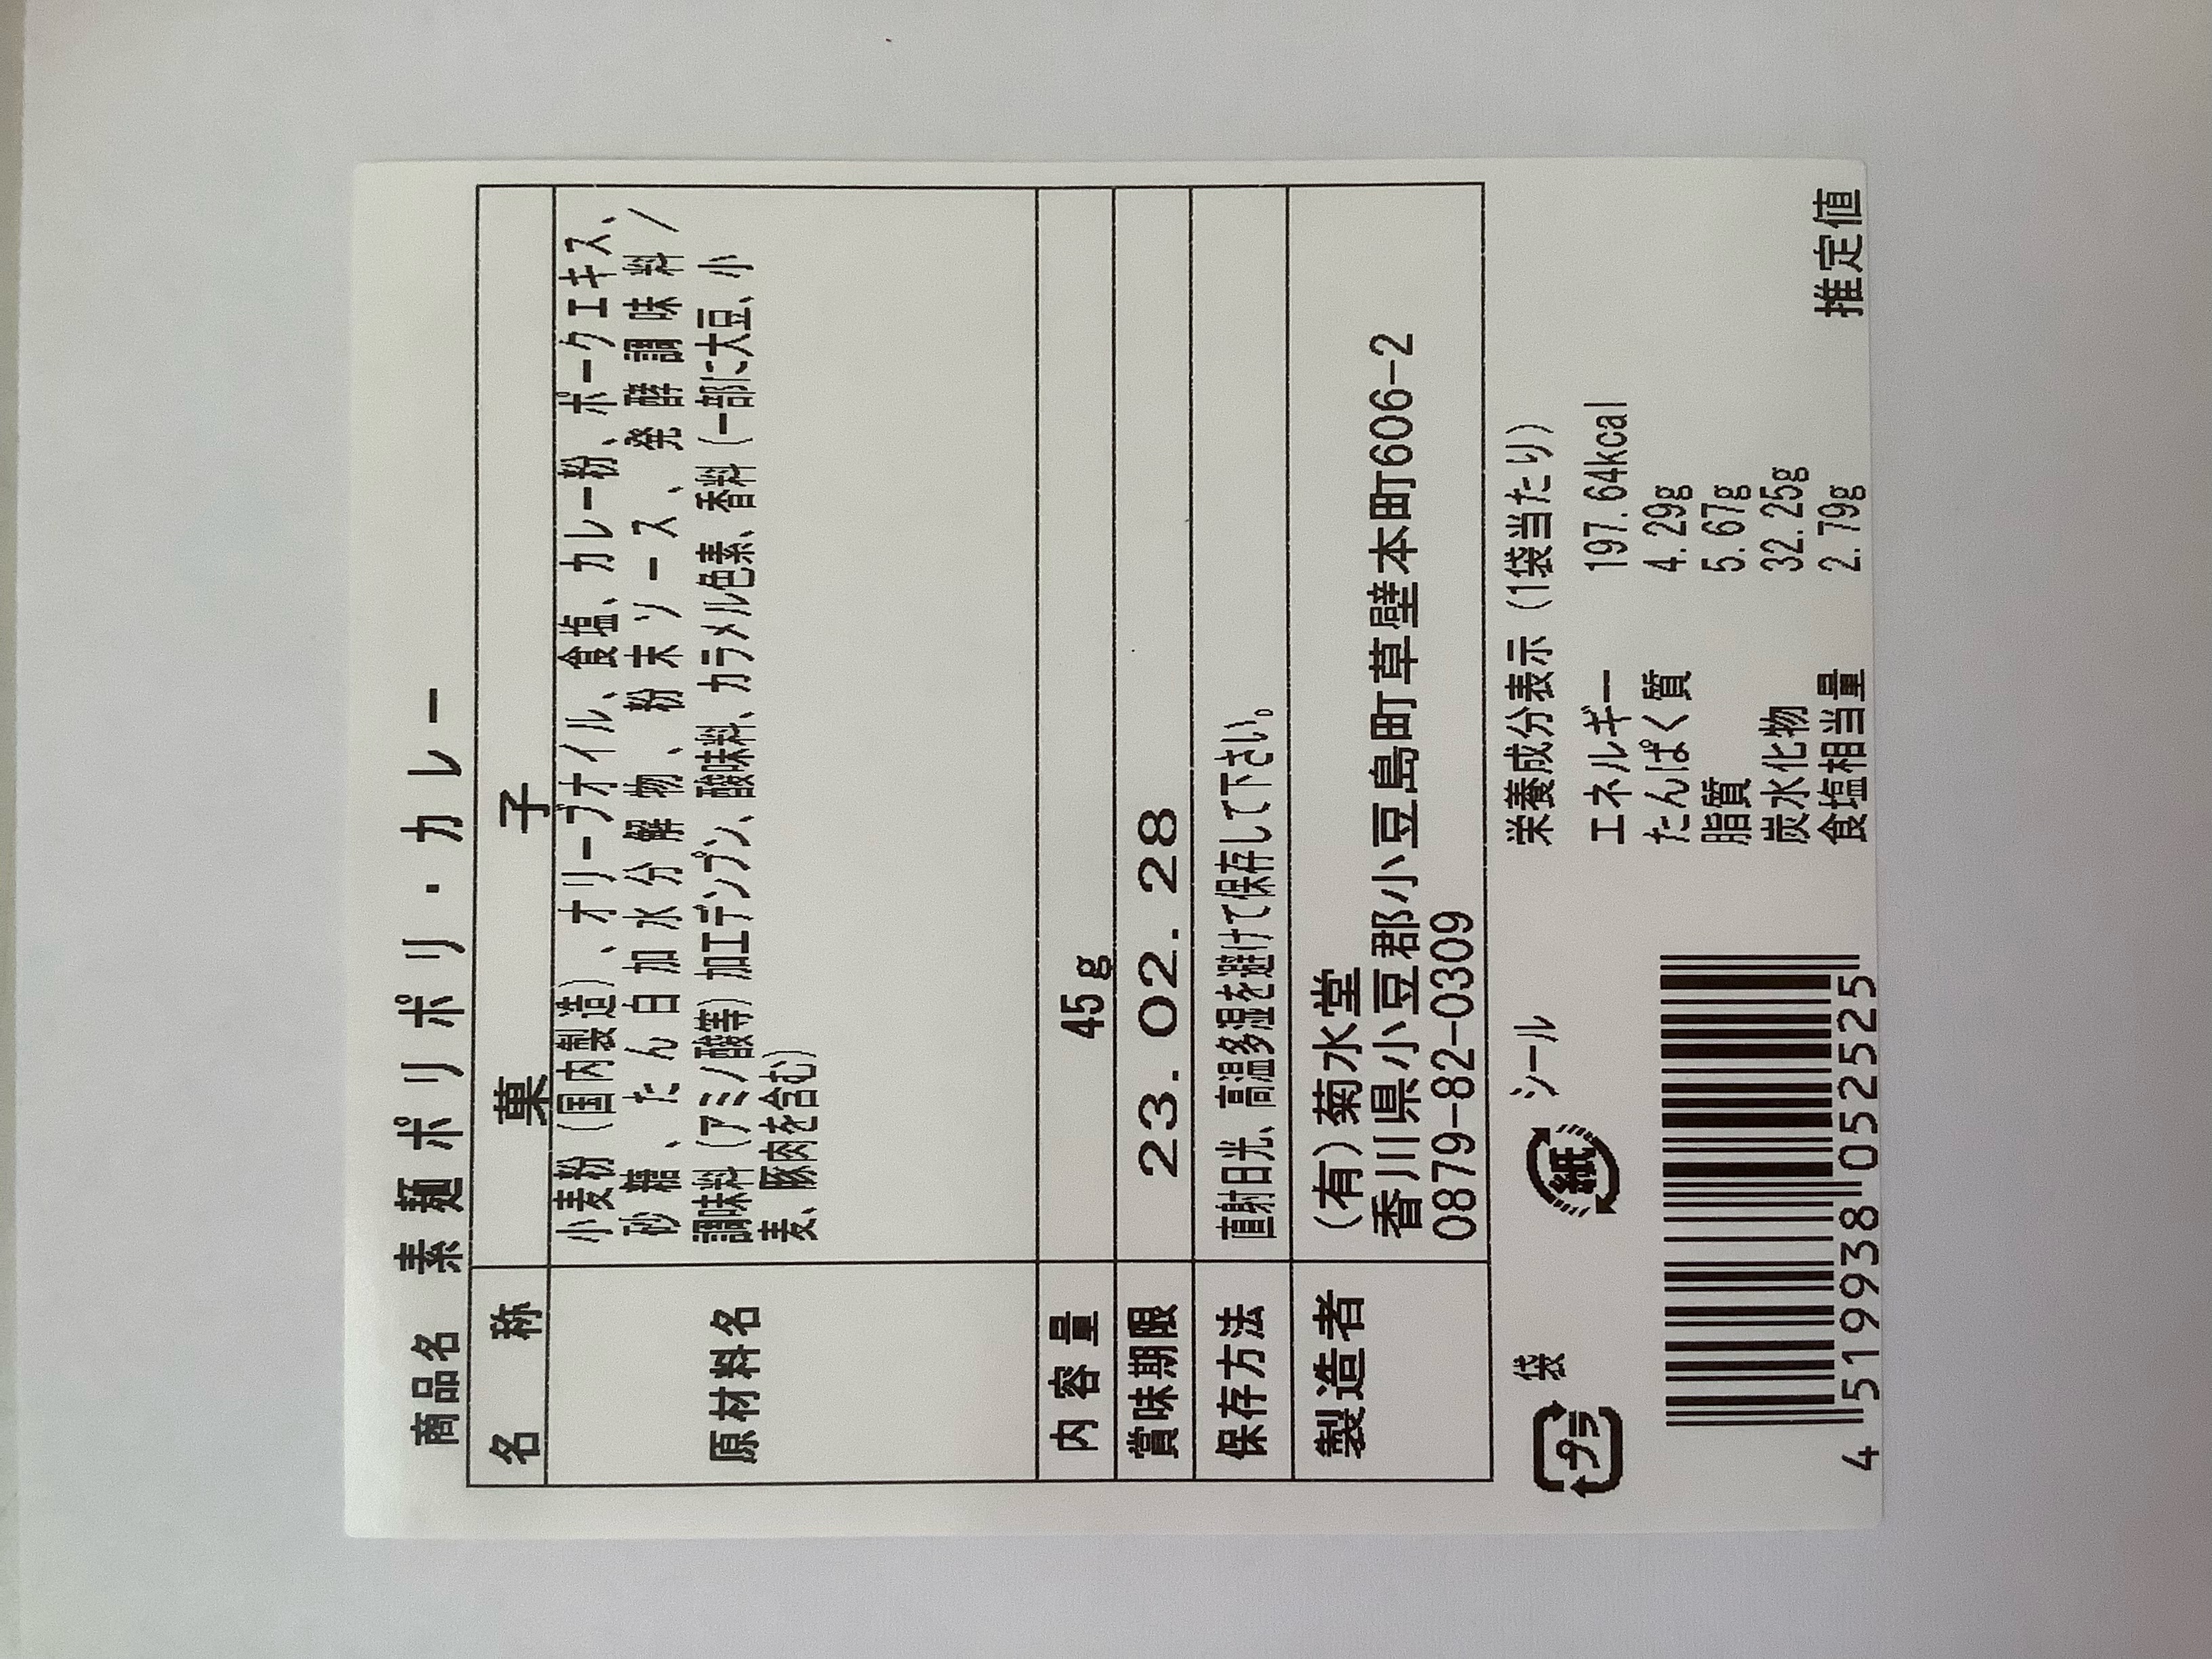 商品名 素麺ポリポリ・カレー
名称 菓子
原材料名
小麦粉（国内製造）、オリーブオイル、食塩、カレー粉、ポークエキス、
砂糖、たん白加水分解物、粉末ソース、発酵調味料/
調味料（アミノ酸等）加工デンプン、酸味料、カラメル色素、香料（一部に大豆、小
麦、豚肉を含む）
内容量 45g
賞味期限 23.02.28
保存方法 直射日光、高温多湿を避けて保存して下さい。
製造者 （有）菊水堂
香川県小豆郡小豆島町草壁本町606-2
0879-82-0309
プラ 袋 紙 シール
4519938052525
栄養成分表示（1袋当たり）
エネルギー 197.64kcal
たんぱく質 4.29g
脂質 5.67g
炭水化物 32.25g
食塩相当量 2.79g
推定値